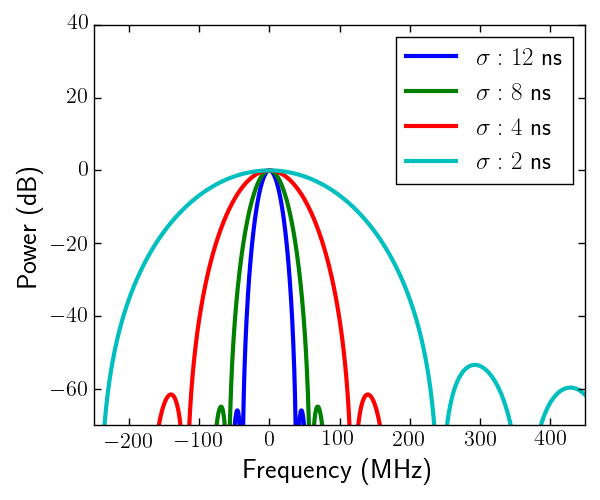 40
20
0
−20
−40
−60
Power (dB)
σ : 12 ns
σ : 8 ns
σ : 4 ns
σ : 2 ns
−200 −100 0 100 200 300 400
Frequency (MHz)